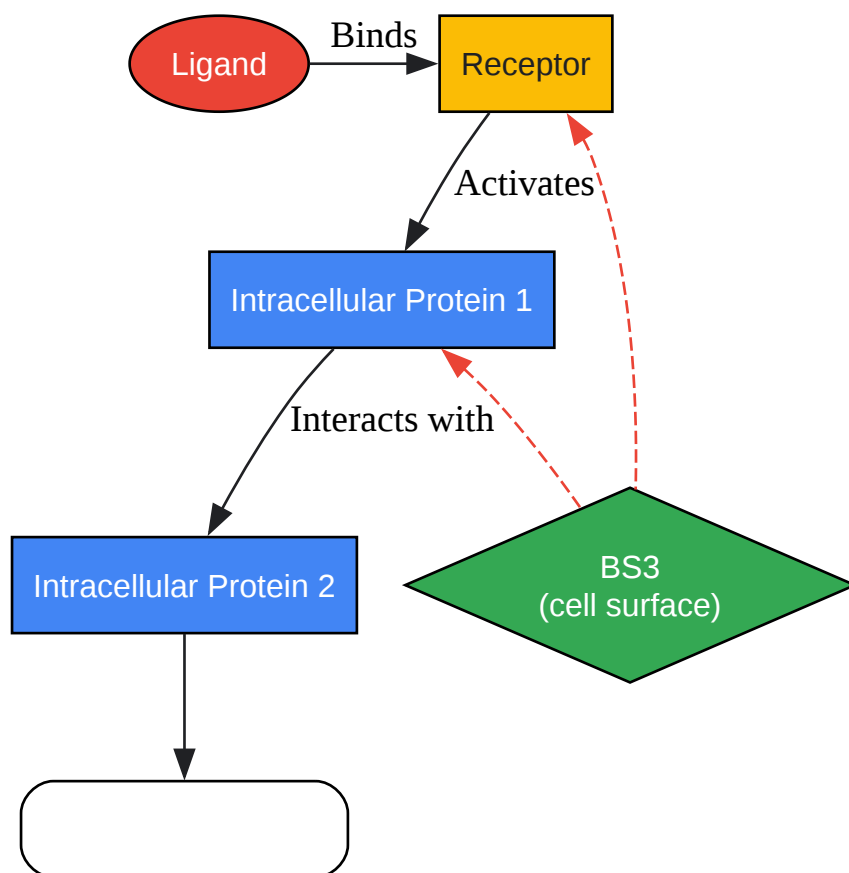 Ligand
Binds
Receptor
Activates
Intracellular Protein 1
Interacts with
Intracellular Protein 2
BS3
(cell surface)